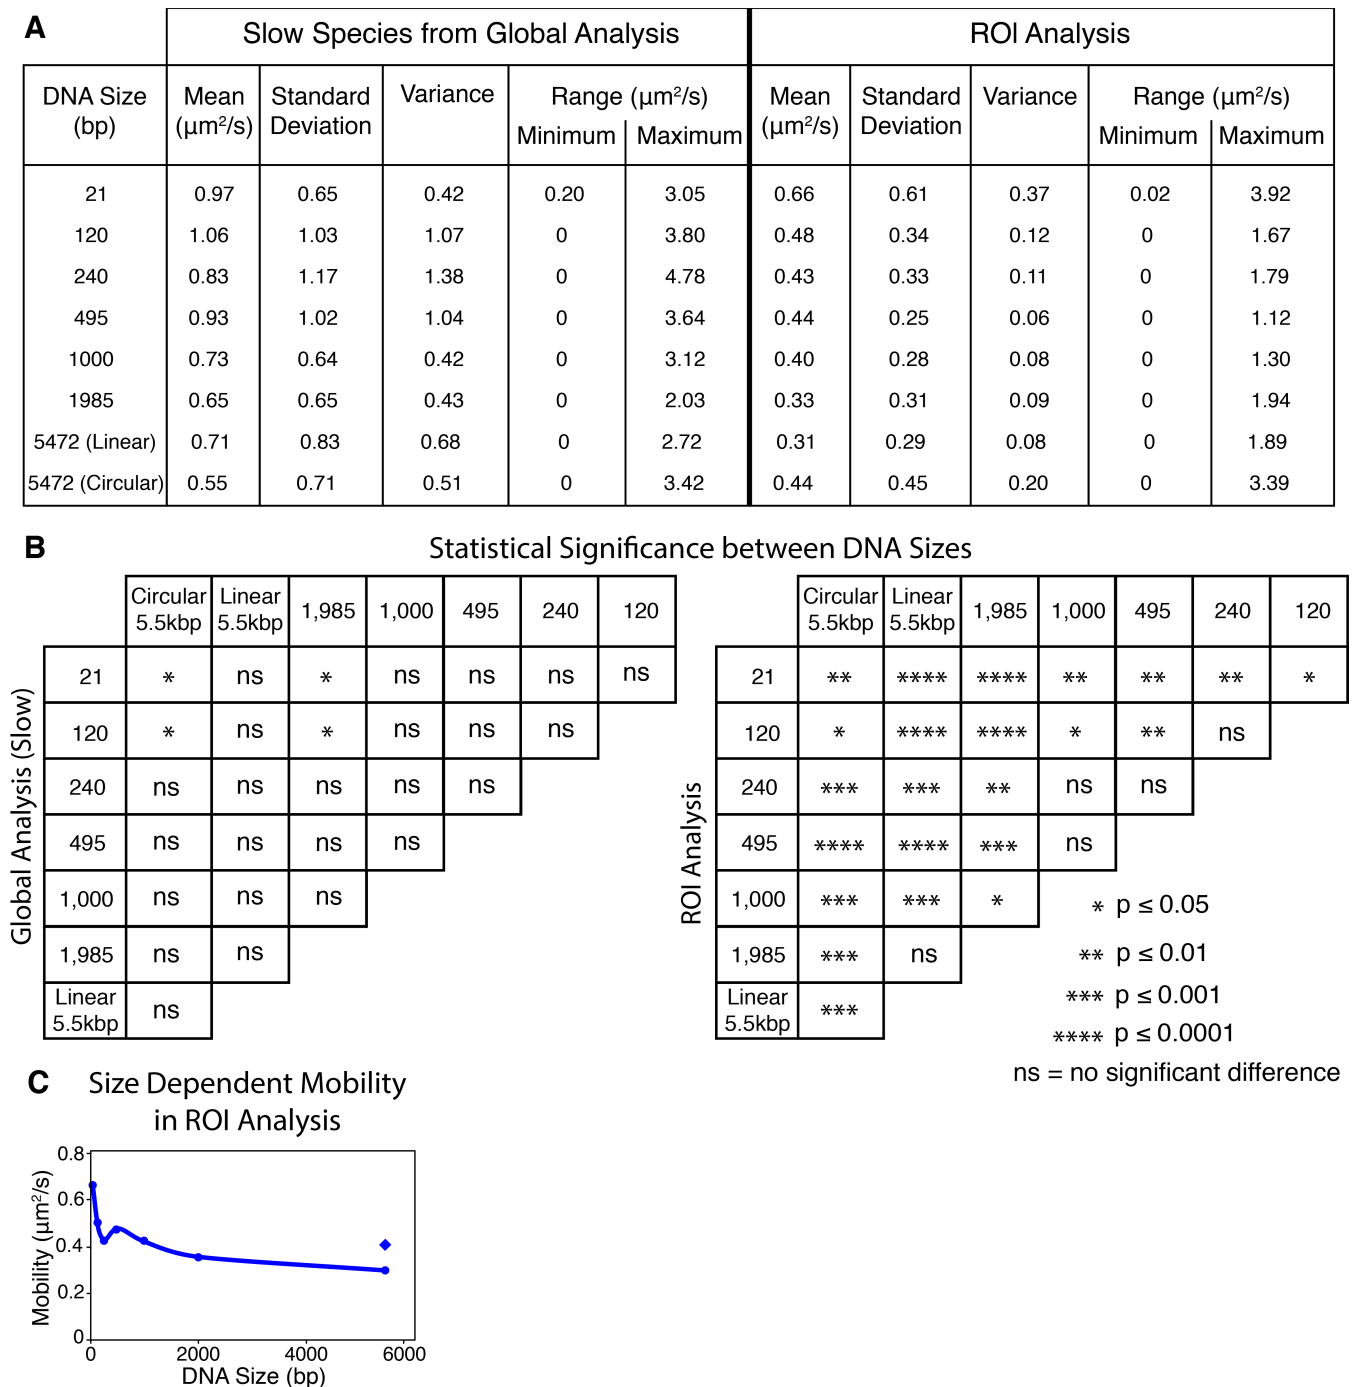 A
Slow Species from Global Analysis ROI Analysis
DNA Size (bp) Mean (µm²/s) Standard Deviation Variance Range (µm²/s) Minimum Maximum Mean (µm²/s) Standard Deviation Variance Range (µm²/s) Minimum Maximum
21 0.97 0.65 0.42 0.20 3.05 0.66 0.61 0.37 0.02 3.92
120 1.06 1.03 1.07 0 3.80 0.48 0.34 0.12 0 1.67
240 0.83 1.17 1.38 0 4.78 0.43 0.33 0.11 0 1.79
495 0.93 1.02 1.04 0 3.64 0.44 0.25 0.06 0 1.12
1000 0.73 0.64 0.42 0 3.12 0.40 0.28 0.08 0 1.30
1985 0.65 0.65 0.43 0 2.03 0.33 0.31 0.09 0 1.94
5472 (Linear) 0.71 0.83 0.68 0 2.72 0.31 0.29 0.08 0 1.89
5472 (Circular) 0.55 0.71 0.51 0 3.42 0.44 0.45 0.20 0 3.39
B
Statistical Significance between DNA Sizes
Global Analysis (Slow)
Circular 5.5kbp Linear 5.5kbp 1,985 1,000 495 240 120
21 * ns * ns ns ns ns
120 * ns * ns ns ns
240 ns ns ns ns ns
495 ns ns ns ns
1,000 ns ns ns
1,985 ns ns
Linear 5.5kbp ns
ROI Analysis
Circular 5.5kbp Linear 5.5kbp 1,985 1,000 495 240 120
21 ** **** **** ** ** ** *
120 * **** **** * ** ns
240 *** *** ** ns ns
495 **** **** *** ns
1,000 *** *** *
1,985 *** ns
Linear 5.5kbp ***
* p ≤ 0.05
** p ≤ 0.01
*** p ≤ 0.001
**** p ≤ 0.0001
ns = no significant difference
C
Size Dependent Mobility
in ROI Analysis
Mobility (µm²/s)
0.8
0.6
0.4
0.2
0
0 2000 4000 6000
DNA Size (bp)